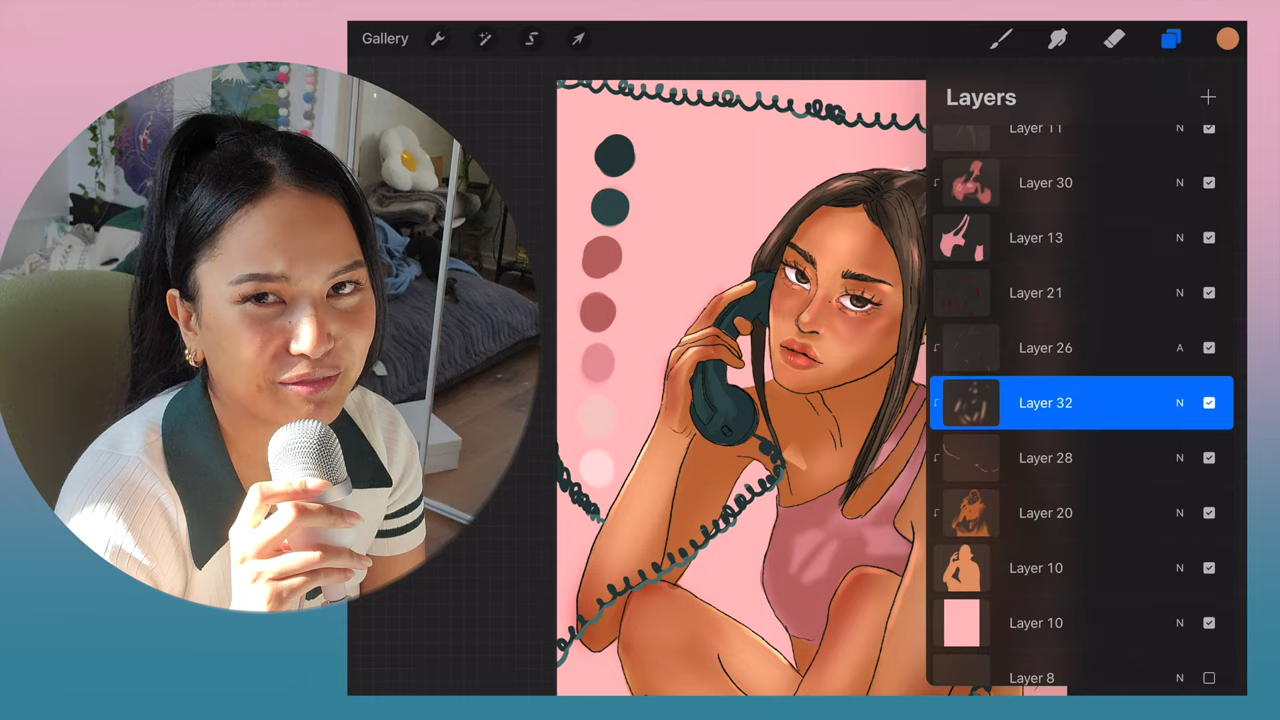 Gallery
Layers
Layer 11 N
Layer 30 N
Layer 13 N
Layer 21 N
Layer 26 A
Layer 32 N
Layer 28 N
Layer 20 N
Layer 10 N
Layer 10 N
Layer 8 N